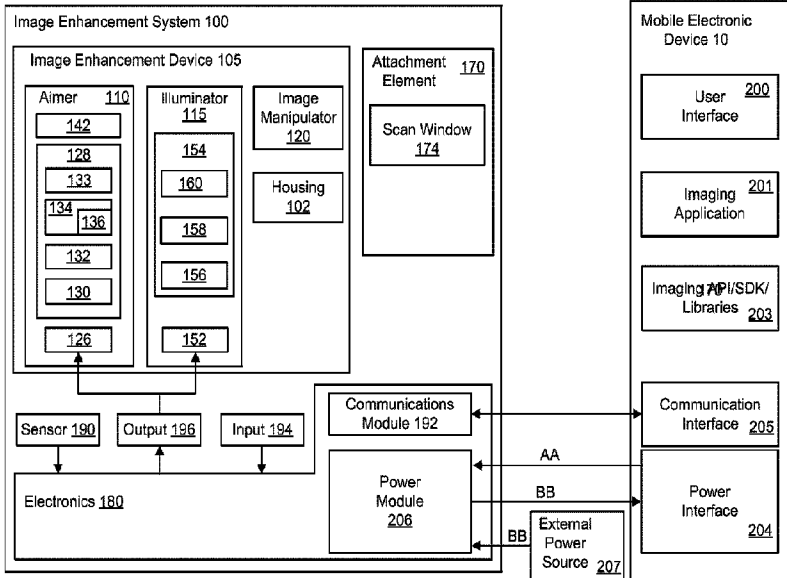 Image Enhancement System 100
Image Enhancement Device 105
Aimer 110
142
128
133
134
136
132
130
126
Illuminator
115
154
160
158
156
152
Image
Manipulator
120
Housing
102
Attachment
Element
170
Scan Window
174
Sensor 190
Output 196
Input 194
Electronics 180
Communications
Module 192
Power
Module
206
AA
BB
BB
External
Power
Source 207
Mobile Electronic
Device 10
User 200
Interface
Imaging 201
Application
Imaging API/SDK/
Libraries 203
Communication
Interface 205
Power
Interface
204